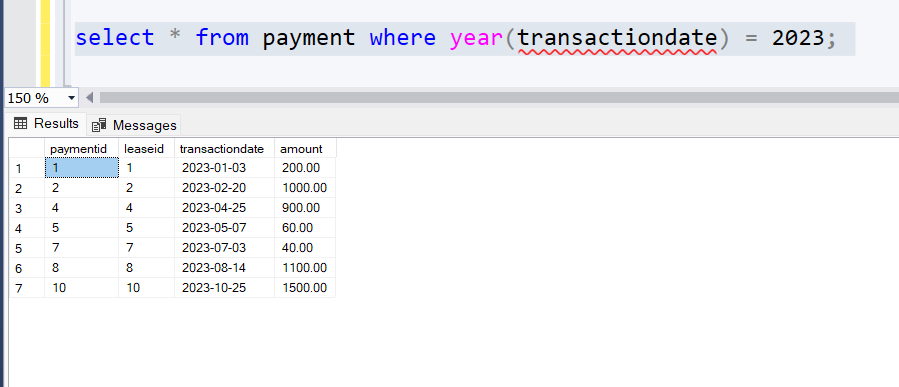 select * from payment where year(transactiondate) = 2023;
150 %
Results Messages
paymentid leaseid transactiondate amount
1 1 1 2023-01-03 200.00
2 2 2 2023-02-20 1000.00
3 4 4 2023-04-25 900.00
4 5 5 2023-05-07 60.00
5 7 7 2023-07-03 40.00
6 8 8 2023-08-14 1100.00
7 10 10 2023-10-25 1500.00